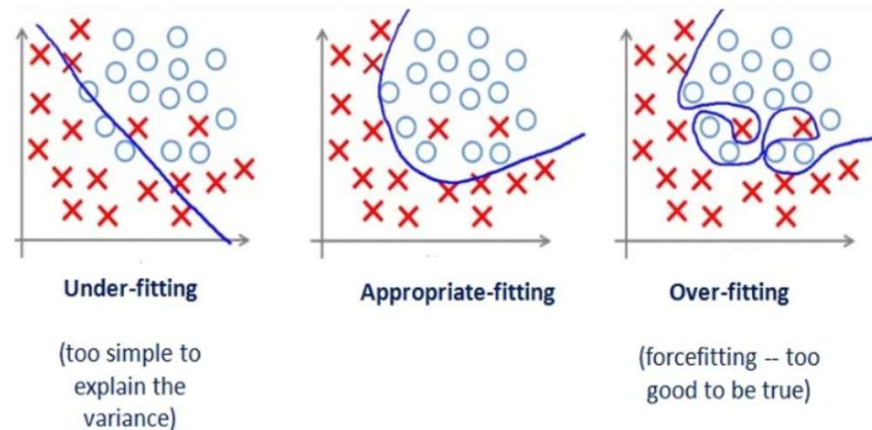 Under-fitting
Appropriate-fitting
Over-fitting
(too simple to
explain the
variance)
(forcefitting -- too
good to be true)